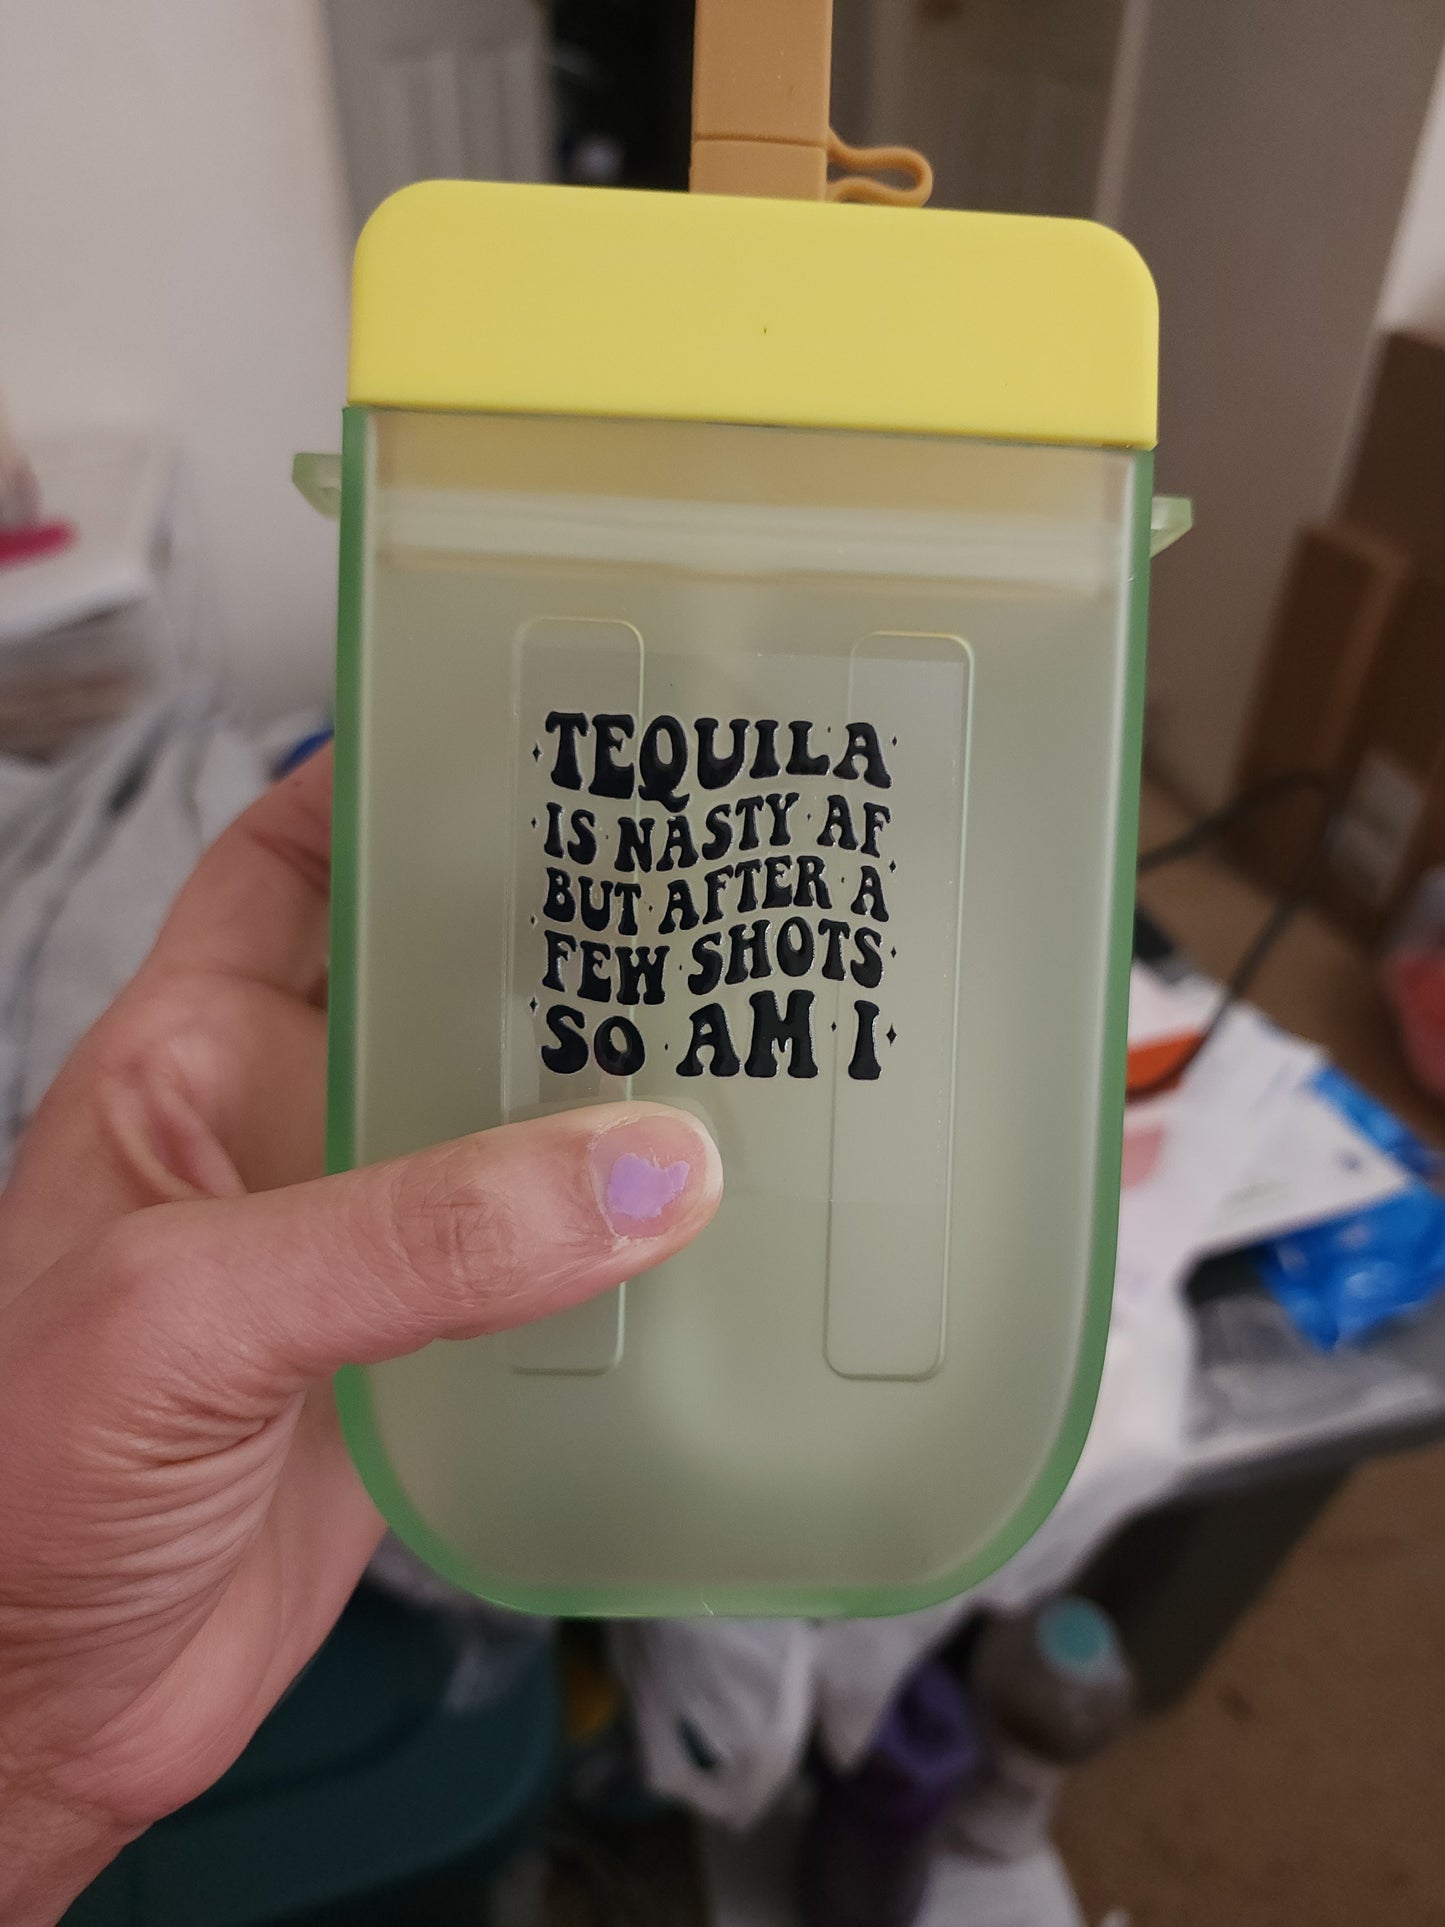 TEQUILA
IS NASTY AF
BUT AFTER A
FEW SHOTS
SO AM I